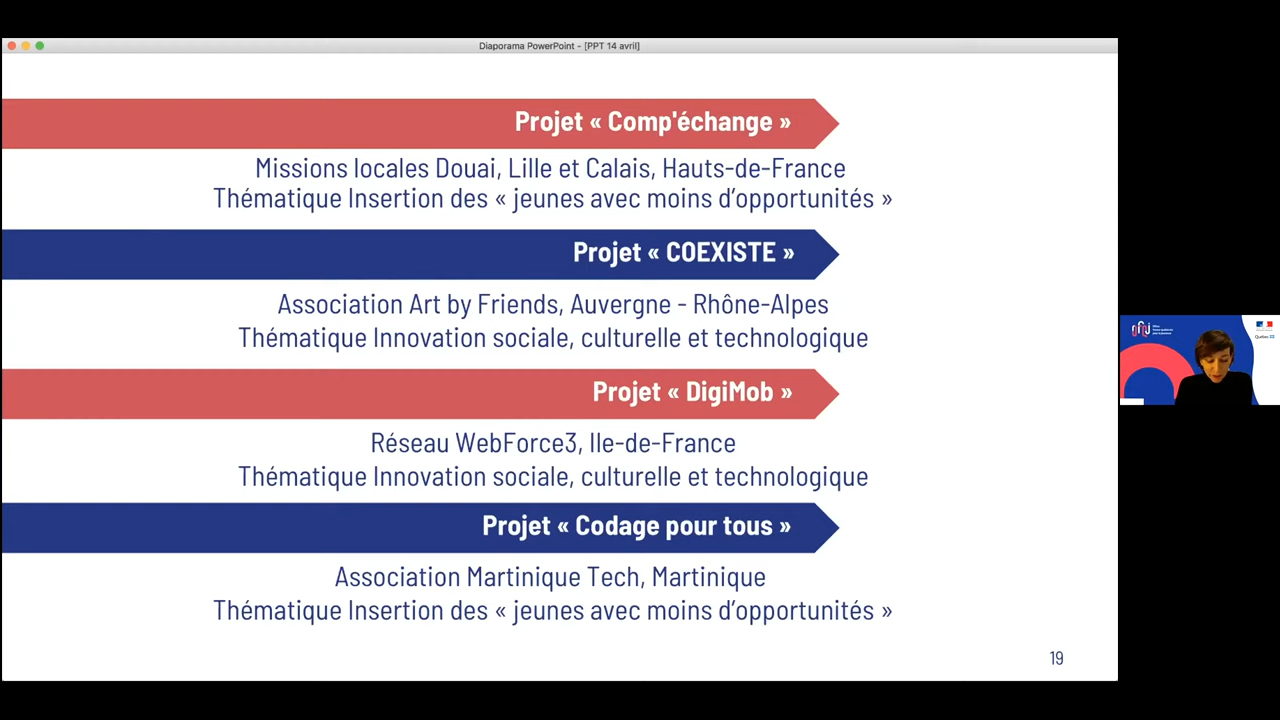 Diaporama PowerPoint - [PPT 14 avril]
Projet « Comp'échange »
Missions locales Douai, Lille et Calais, Hauts-de-France
Thématique Insertion des « jeunes avec moins d’opportunités »
Projet « COEXISTE »
Association Art by Friends, Auvergne - Rhône-Alpes
Thématique Innovation sociale, culturelle et technologique
Projet « DigiMob »
Réseau WebForce3, Ile-de-France
Thématique Innovation sociale, culturelle et technologique
Projet « Codage pour tous »
Association Martinique Tech, Martinique
Thématique Insertion des « jeunes avec moins d’opportunités »
19
ofqj
Québec